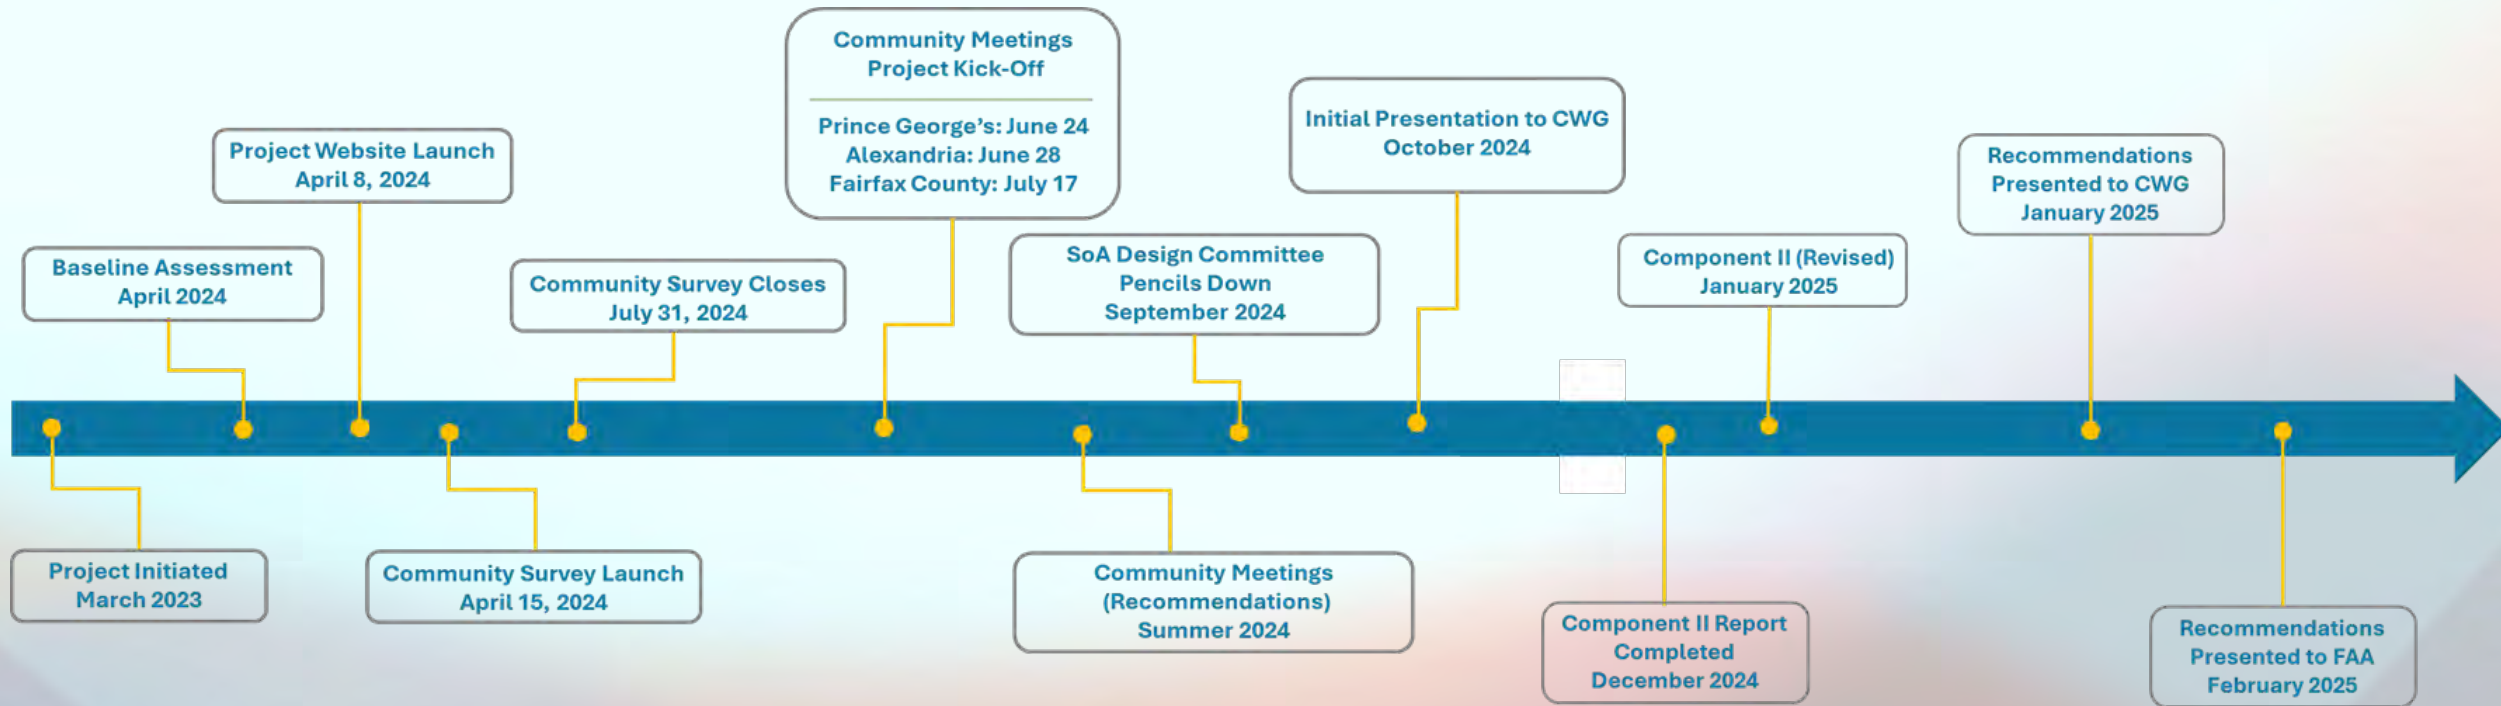 Project Initiated
March 2023
Baseline Assessment
April 2024
Project Website Launch
April 8, 2024
Community Survey Launch
April 15, 2024
Community Survey Closes
July 31, 2024
Community Meetings
Project Kick-Off
Prince George's: June 24
Alexandria: June 28
Fairfax County: July 17
Community Meetings
(Recommendations)
Summer 2024
SoA Design Committee
Pencils Down
September 2024
Initial Presentation to CWG
October 2024
Component II Report
Completed
December 2024
Component II (Revised)
January 2025
Recommendations
Presented to CWG
January 2025
Recommendations
Presented to FAA
February 2025